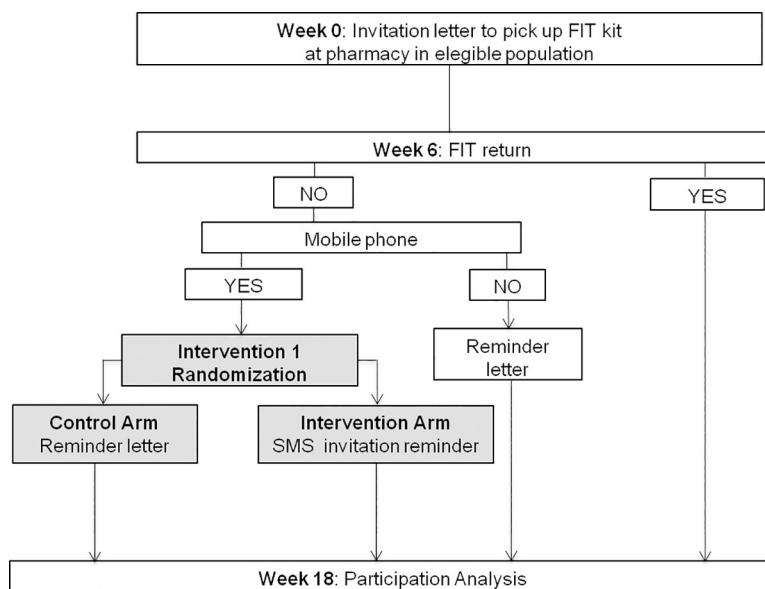 Week 0: Invitation letter to pick up FIT kit
at pharmacy in elegible population
Week 6: FIT return
NO
YES
Mobile phone
YES
NO
Intervention 1
Randomization
Reminder
letter
Control Arm
Reminder letter
Intervention Arm
SMS invitation reminder
Week 18: Participation Analysis